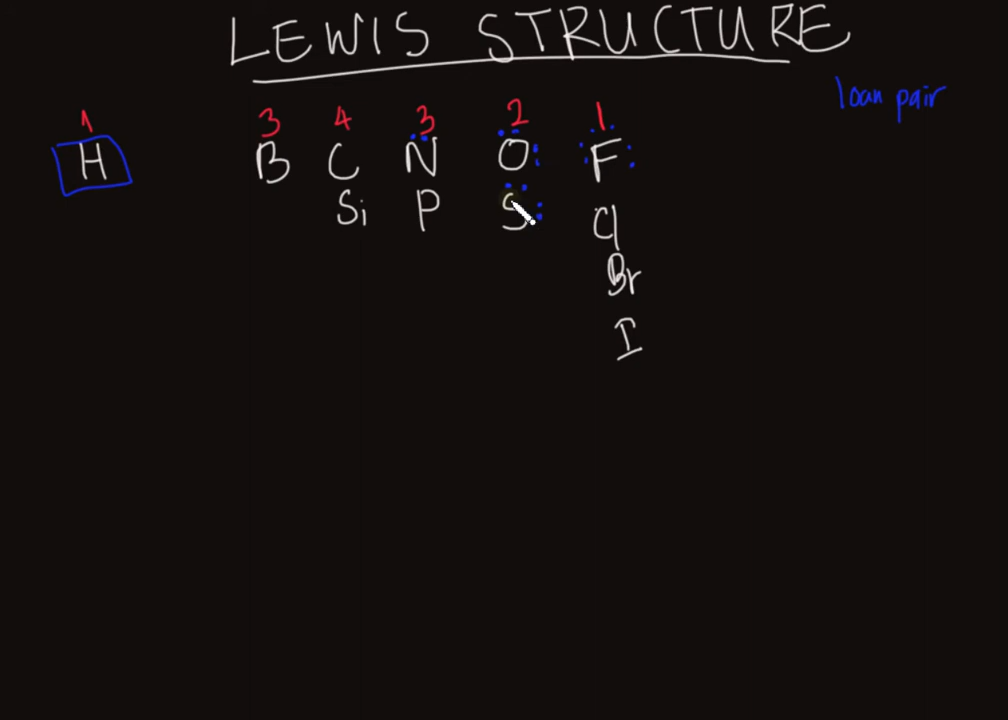 LEWIS STRUCTURE
loan pair
1 3 4 3 2 1
H B C N O F
Si P S Cl
Br
I